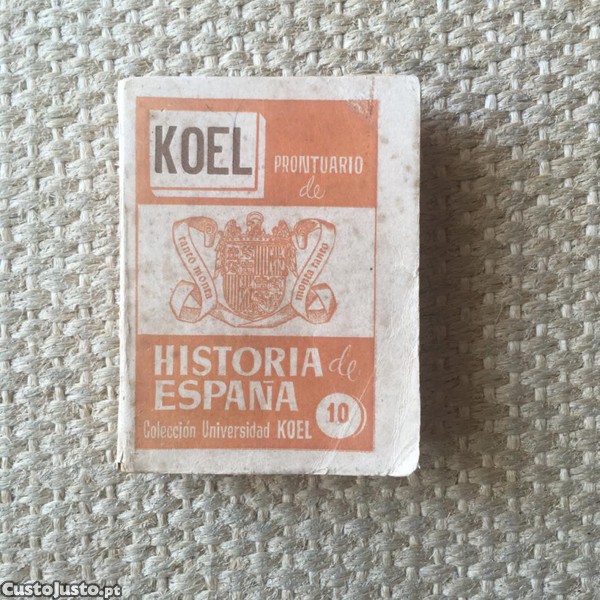 KOEL
PRONTUARIO
de
TANTO MONTA
MONTA TANTO
HISTORIA de
ESPAÑA
10
Colección Universidad KOEL
CustoJusto.pt